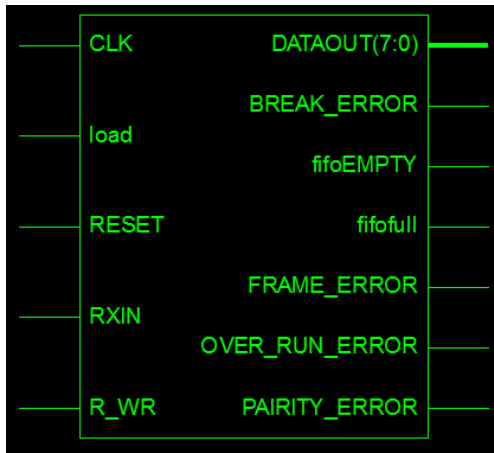 CLK DATAOUT(7:0)
BREAK_ERROR
load
fifoEMPTY
RESET fifofull
FRAME_ERROR
RXIN
OVER_RUN_ERROR
R_WR PAIRITY_ERROR